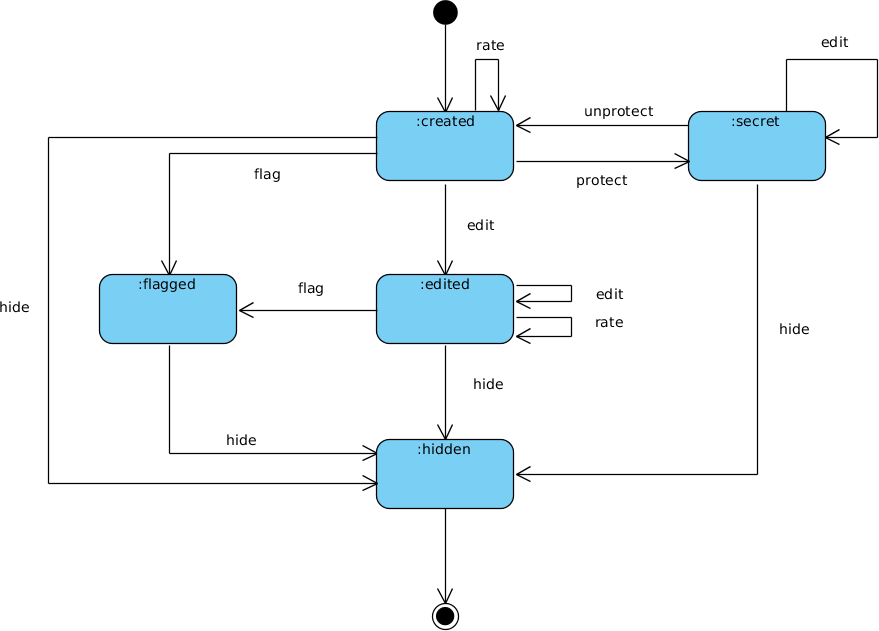 edit
rate
:created
unprotect
:secret
flag
protect
edit
:flagged
flag
:edited
edit
hide
rate
hide
hide
hide
:hidden